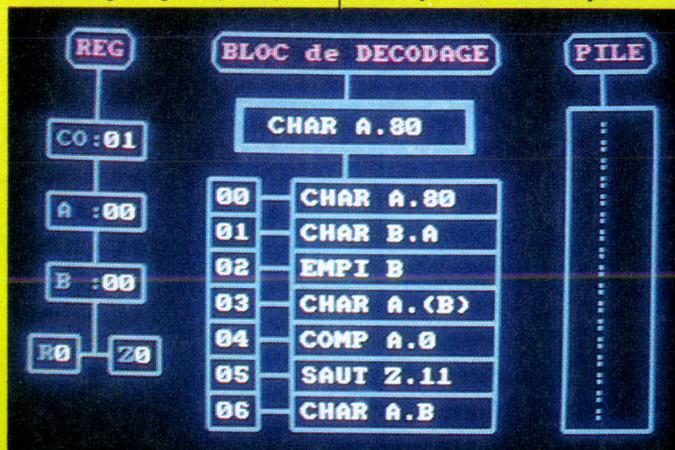 REG
BLOC de DECODAGE
PILE
CHAR A.80
CO:01
A :00
B :00
R0
Z0
00 CHAR A.80
01 CHAR B.A
02 EMPI B
03 CHAR A.(B)
04 COMP A.0
05 SAUT Z.11
06 CHAR A.B